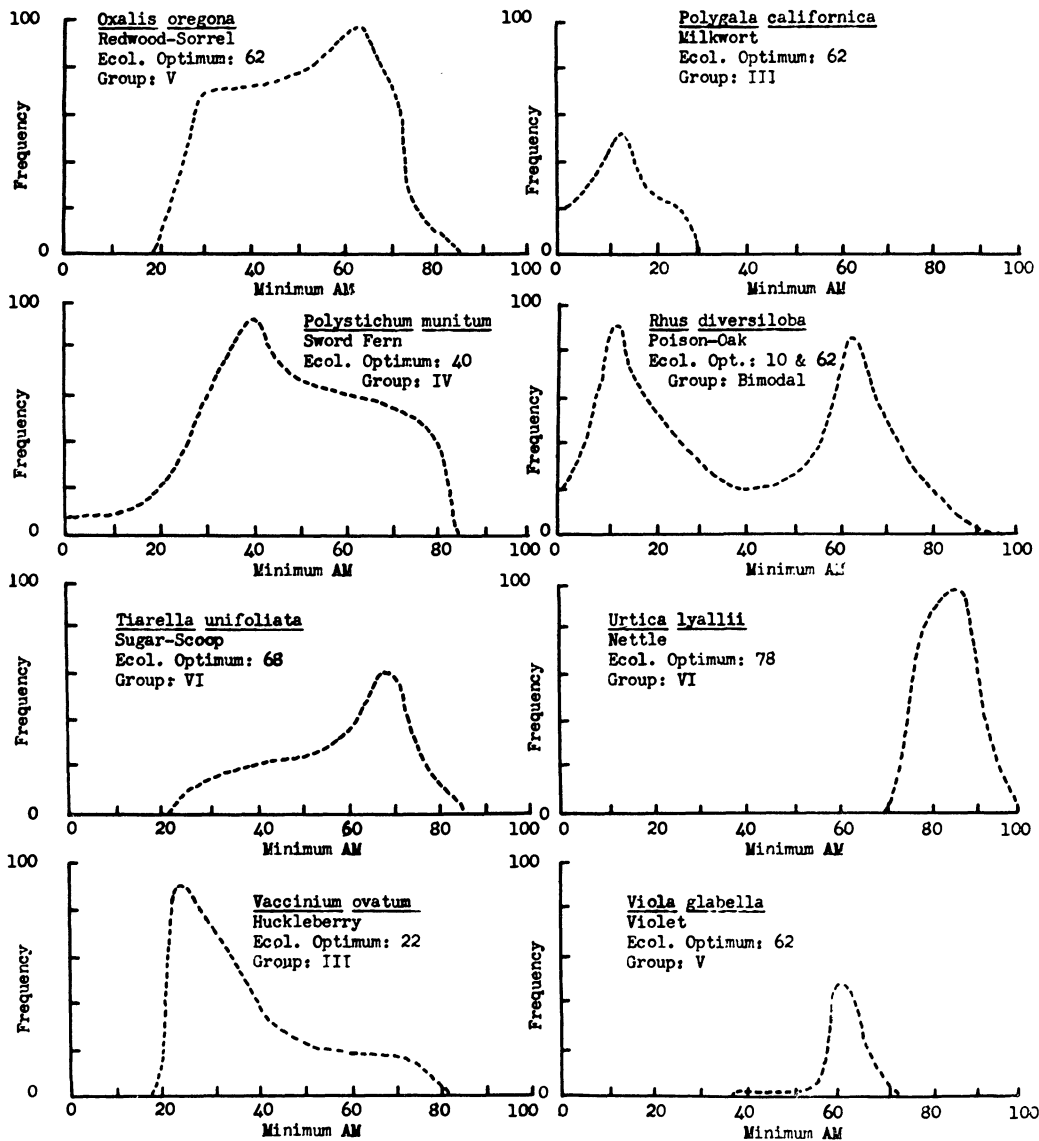 100
Oxalis oregona
Redwood-Sorrel
Ecol. Optimum: 62
Group: V
Frequency
0
0 20 40 60 80 100
Minimum AM
100
Polygala californica
Milkwort
Ecol. Optimum: 62
Group: III
Frequency
0
0 20 40 60 80 100
Minimum AM
100
Polystichum munitum
Sword Fern
Ecol. Optimum: 40
Group: IV
Frequency
0
0 20 40 60 80 100
Minimum AM
100
Rhus diversiloba
Poison-Oak
Ecol. Opt.: 10 & 62
Group: Bimodal
Frequency
0
0 20 40 60 80 100
Minimum AM
100
Tiarella unifoliata
Sugar-Scoop
Ecol. Optimum: 68
Group: VI
Frequency
0
0 20 40 60 80 100
Minimum AM
100
Urtica lyallii
Nettle
Ecol. Optimum: 78
Group: VI
Frequency
0
0 20 40 60 80 100
Minimum AM
100
Vaccinium ovatum
Huckleberry
Ecol. Optimum: 22
Group: III
Frequency
0
0 20 40 60 80 100
Minimum AM
100
Viola glabella
Violet
Ecol. Optimum: 62
Group: V
Frequency
0
0 20 40 60 80 100
Minimum AM